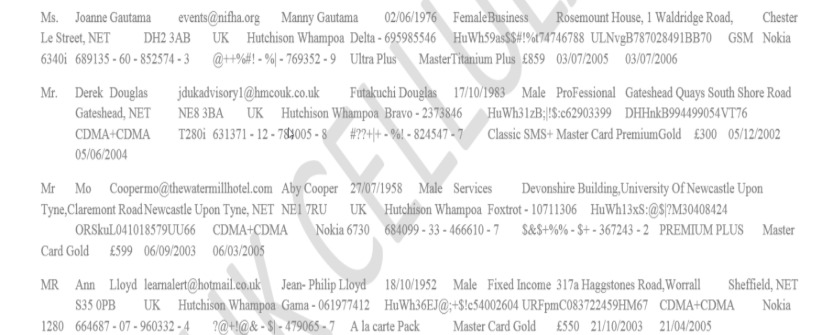 Ms. Joanne Gautama events@nifha.org Manny Gautama 02/06/1976 FemaleBusiness Rosemount House, 1 Waldridge Road, Chester
Le Street, NET DH2 3AB UK Hutchison Whampoa Delta - 695985546 HuWh59as$$#!%t74746788 ULNvgB787028491BB70 GSM Nokia
6340i 689135 - 60 - 852574 - 3 @++%#! - %| - 769352 - 9 Ultra Plus MasterTitanium Plus £859 03/07/2005 03/07/2006
Mr. Derek Douglas jdukadvisory1@hmcouk.co.uk Futakuchi Douglas 17/10/1983 Male ProFessional Gateshead Quays South Shore Road
Gateshead, NET NE8 3BA UK Hutchison Whampoa Bravo - 2373846 HuWh31zB;|!$:c62903399 DHHnkB994499054VT76
CDMA+CDMA T280i 631371 - 12 - 784005 - 8 #??+|+ - %! - 824547 - 7 Classic SMS+ Master Card PremiumGold £300 05/12/2002
05/06/2004
Mr Mo Coopermo@thewatermillhotel.com Aby Cooper 27/07/1958 Male Services Devonshire Building,University Of Newcastle Upon
Tyne,Claremont Road Newcastle Upon Tyne, NET NE1 7RU UK Hutchison Whampoa Foxtrot - 10711306 HuWh13xS:@$|?M30408424
ORSkuL041018579UU66 CDMA+CDMA Nokia 6730 684099 - 33 - 466610 - 7 $&$+%% - $+ - 367243 - 2 PREMIUM PLUS Master
Card Gold £599 06/09/2003 06/03/2005
MR Ann Lloyd learnalert@hotmail.co.uk Jean- Philip Lloyd 18/10/1952 Male Fixed Income 317a Haggstones Road,Worrall Sheffield, NET
S35 0PB UK Hutchison Whampoa Gama - 061977412 HuWh36EJ@;+$!c54002604 URFpmC083722459HM67 CDMA+CDMA Nokia
1280 664687 - 07 - 960332 - 4 ?@+!@& - $| - 479065 - 7 A la carte Pack Master Card Gold £550 21/10/2003 21/04/2005
UK CELLULAR